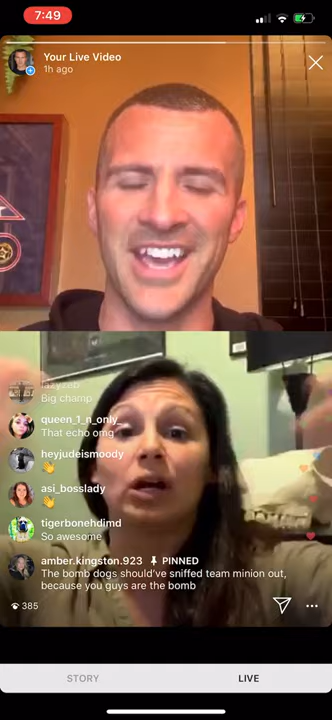 7:49
Your Live Video
1h ago
lazyzeb
Big champ
queen_1_n_only_
That echo omg
heyjudeismoody
👋
asi_bosslady
👋
tigerbonehdimd
So awesome
amber.kingston.923 PINNED
The bomb dogs should've sniffed team minion out,
because you guys are the bomb
385
STORY LIVE